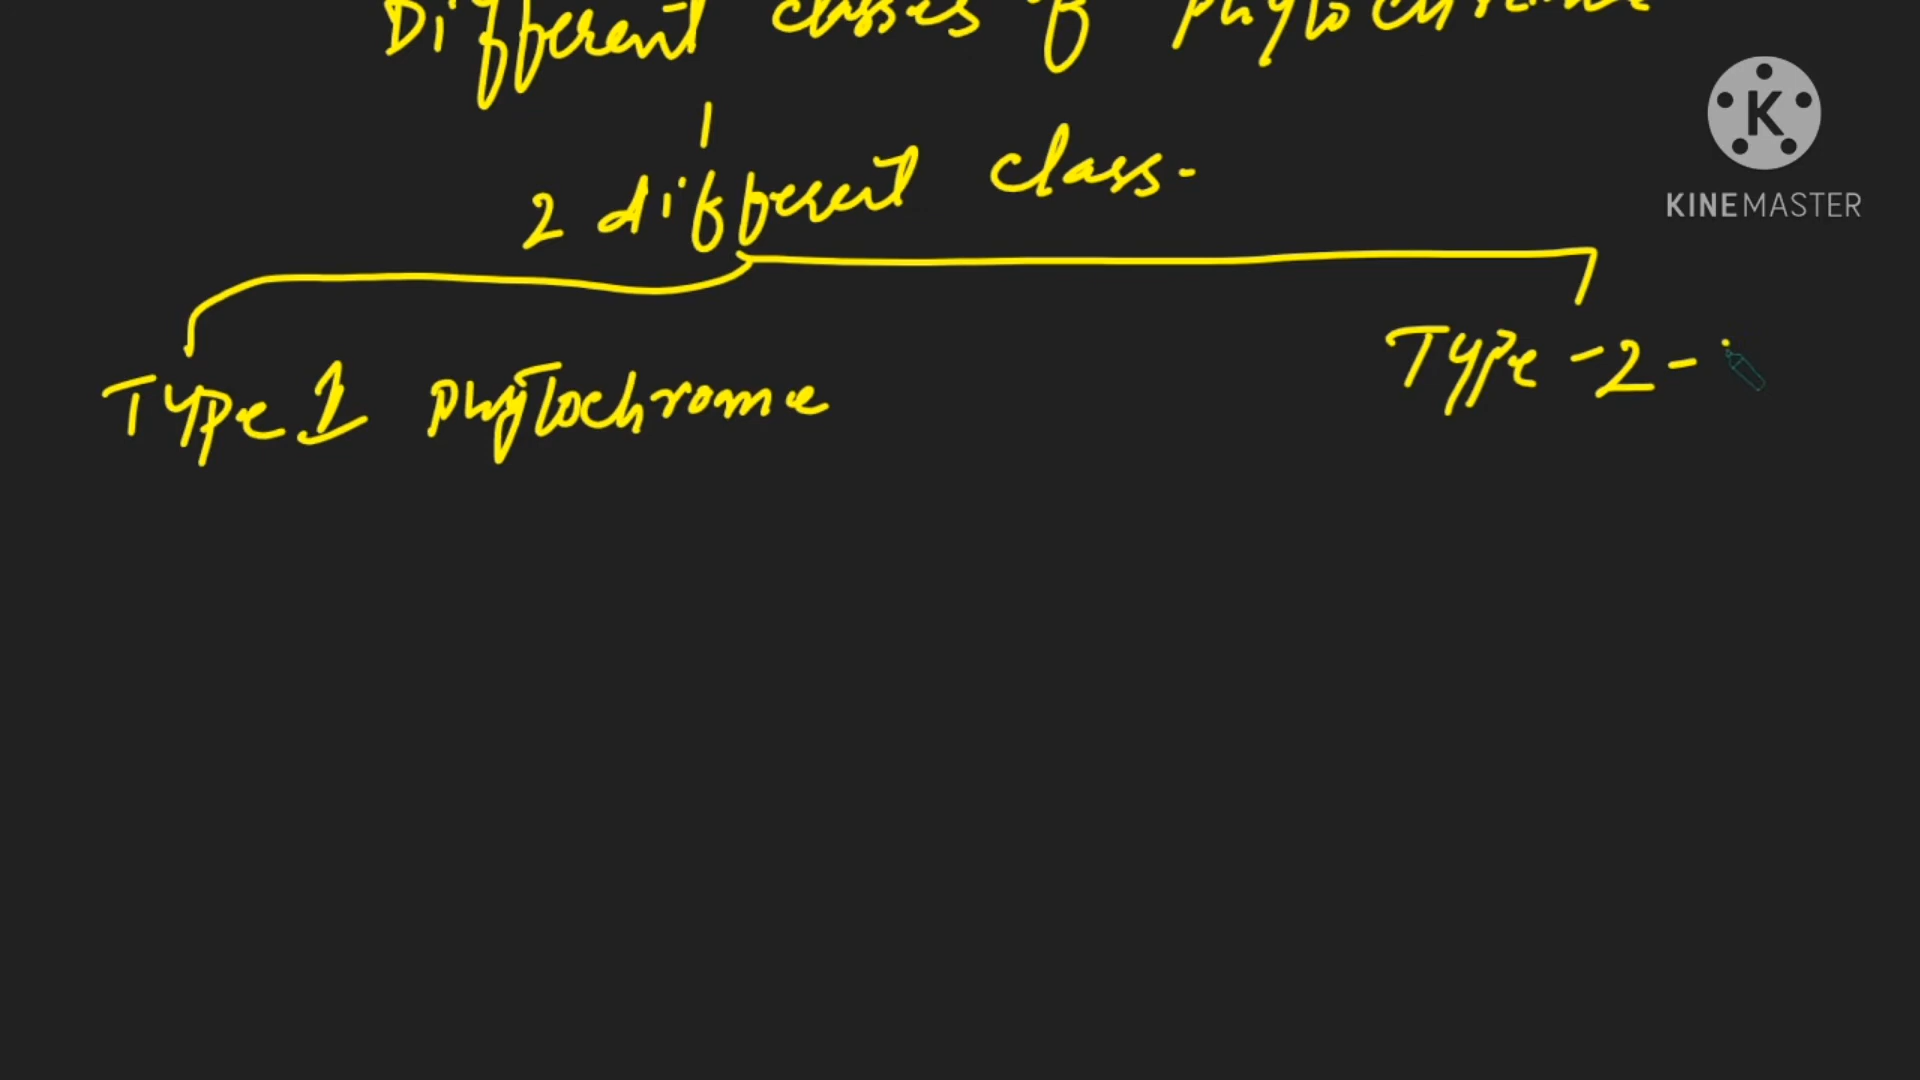 Different classes of phytochrome
2 different class-
Type 1 phytochrome
Type-2-
K
KINEMASTER